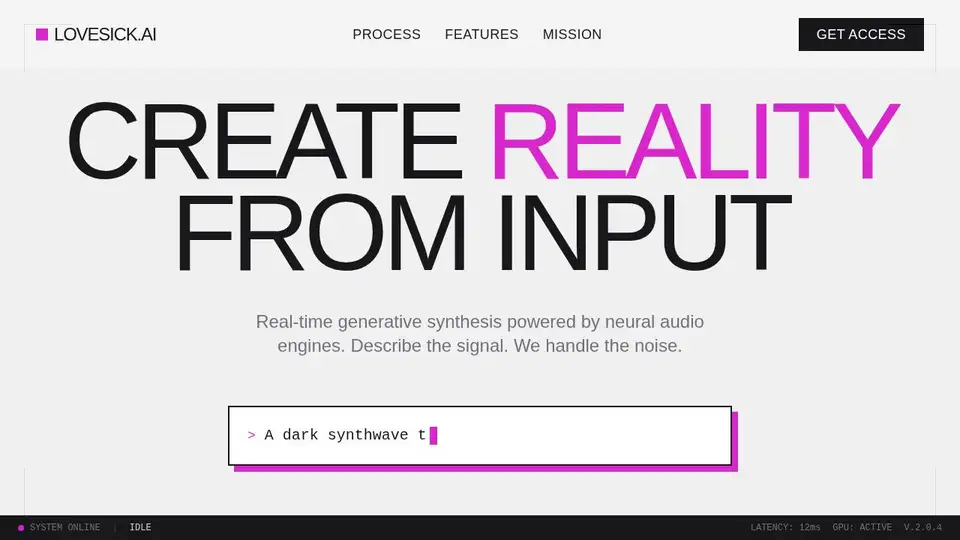 LOVESICK.AI
PROCESS FEATURES MISSION
GET ACCESS
CREATE REALITY
FROM INPUT
Real-time generative synthesis powered by neural audio
engines. Describe the signal. We handle the noise.
> A dark synthwave t
SYSTEM ONLINE | IDLE
LATENCY: 12ms GPU: ACTIVE V.2.0.4